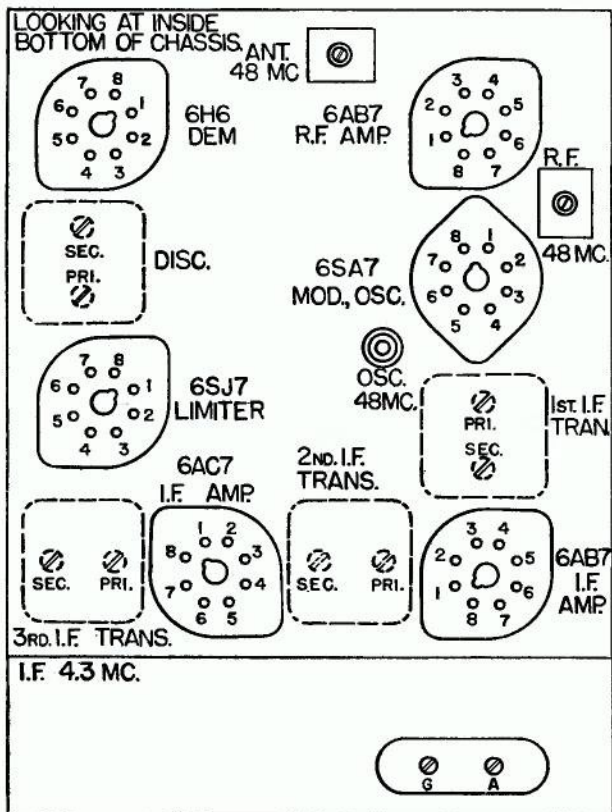 LOOKING AT INSIDE
BOTTOM OF CHASSIS.
ANT.
48 MC.
7 8
6 1
5 2
4 3
6H6
DEM
6AB7
R.F. AMP.
3 4
2 5
1 6
8 7
R.F.
48 MC.
SEC.
PRI.
DISC.
6SA7
MOD., OSC.
8 1
7 2
6 3
5 4
OSC.
48MC.
7 8
6 1
5 2
4 3
6SJ7
LIMITER
PRI.
SEC.
1ST. I.F.
TRAN.
6AC7
I.F. AMP.
2ND. I.F.
TRANS.
SEC. PRI.
3RD. I.F. TRANS.
1 2
8 3
7 4
6 5
SEC. PRI.
3 4
2 5
1 6
8 7
6AB7
I.F.
AMP.
I.F. 4.3 MC.
G A